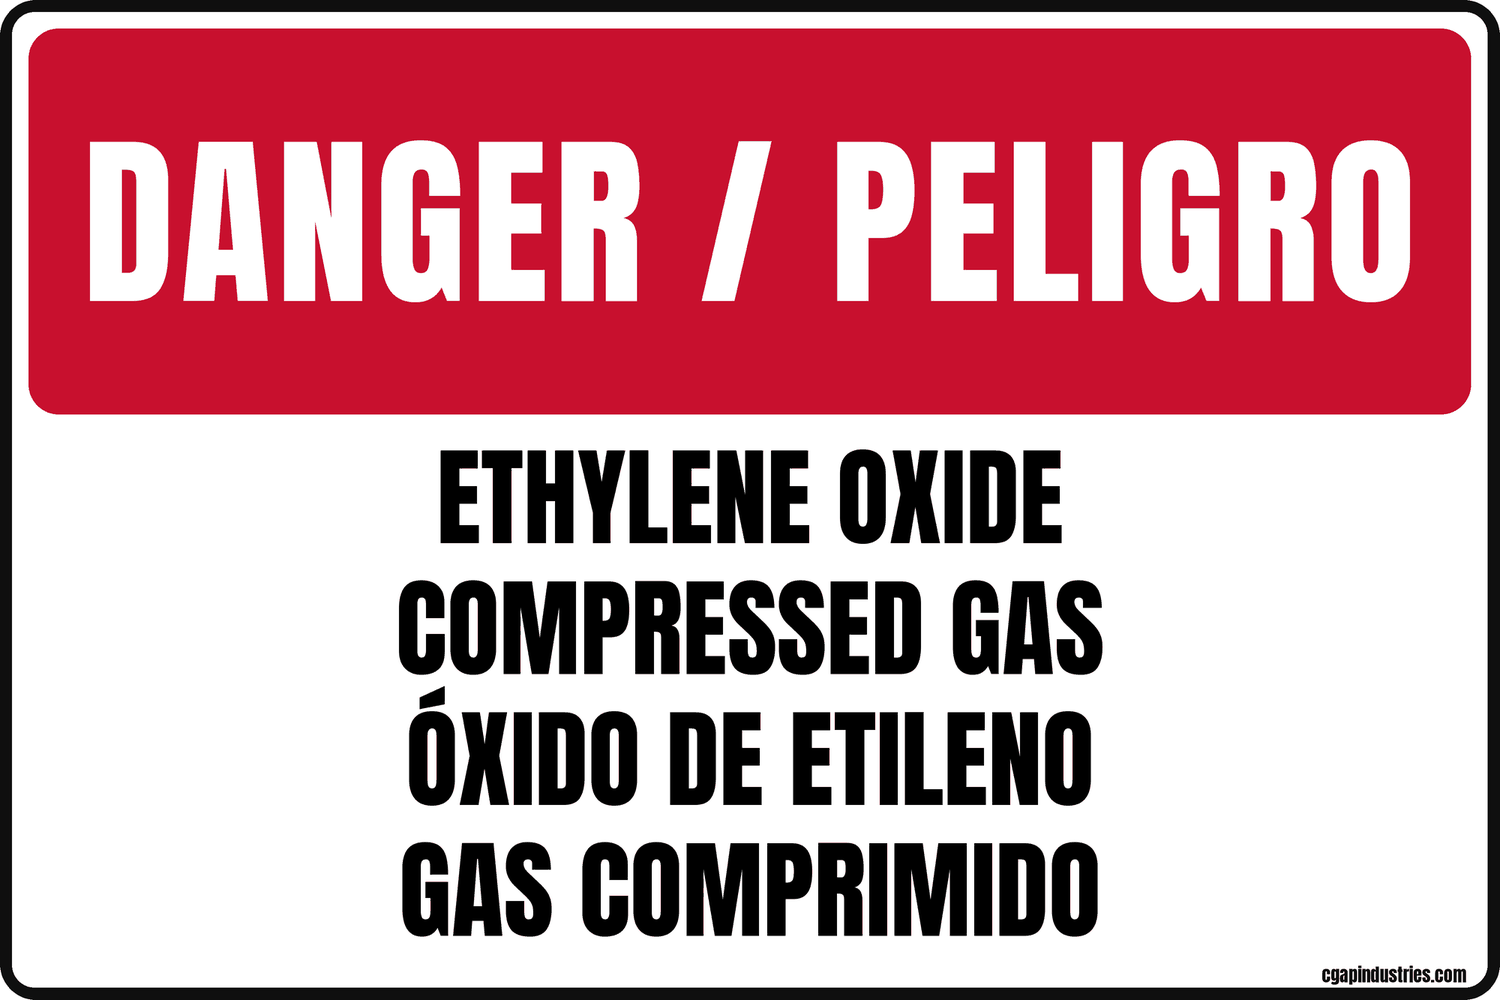 DANGER / PELIGRO
ETHYLENE OXIDE
COMPRESSED GAS
ÓXIDO DE ETILENO
GAS COMPRIMIDO
cgapindustries.com